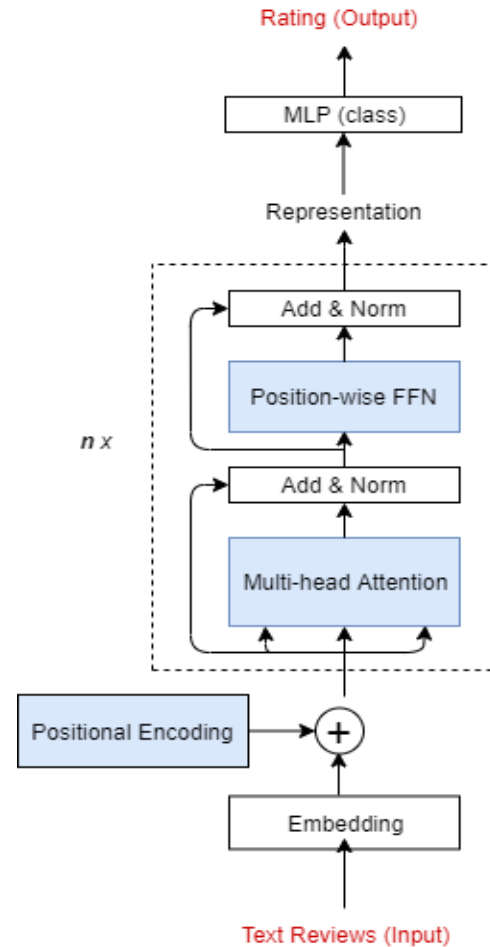 Rating (Output)
MLP (class)
Representation
Add & Norm
Position-wise FFN
n x
Add & Norm
Multi-head Attention
Positional Encoding
+
Embedding
Text Reviews (Input)